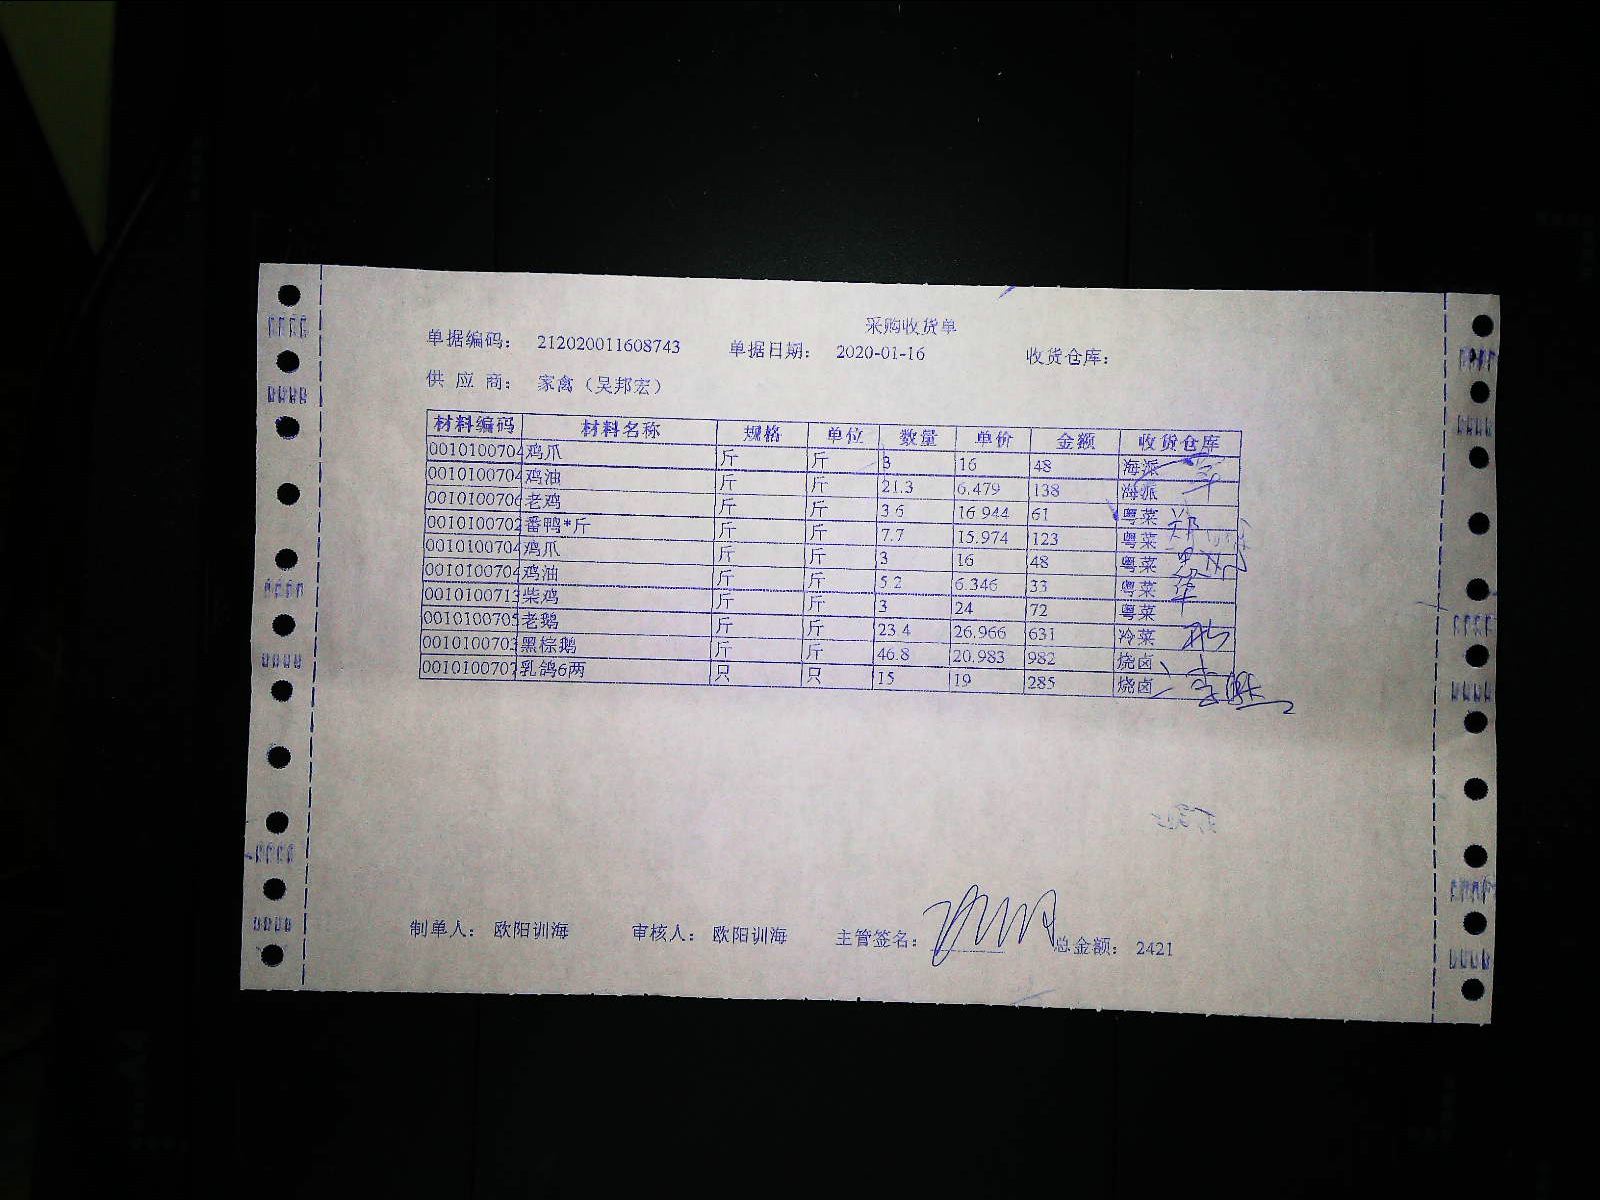 采购收货单
单据编码： 212020011608743 单据日期： 2020-01-16 收货仓库：
供 应 商： 家禽（吴邦宏）
材料编码 材料名称 规格 单位 数量 单价 金额 收货仓库
0010100704 鸡爪 斤 斤 3 16 48 海派
0010100704 鸡油 斤 斤 21.3 6.479 138 海派
0010100706 老鸡 斤 斤 3.6 16.944 61 粤菜
0010100702 番鸭*斤 斤 斤 7.7 15.974 123 粤菜
0010100704 鸡爪 斤 斤 3 16 48 粤菜
0010100704 鸡油 斤 斤 5.2 6.346 33 粤菜
0010100713 柴鸡 斤 斤 3 24 72 粤菜
0010100705 老鹅 斤 斤 23.4 26.966 631 冷菜
0010100703 黑棕鹅 斤 斤 46.8 20.983 982 烧卤
0010100707 乳鸽6两 只 只 15 19 285 烧卤
制单人： 欧阳训海 审核人： 欧阳训海 主管签名： 总金额： 2421